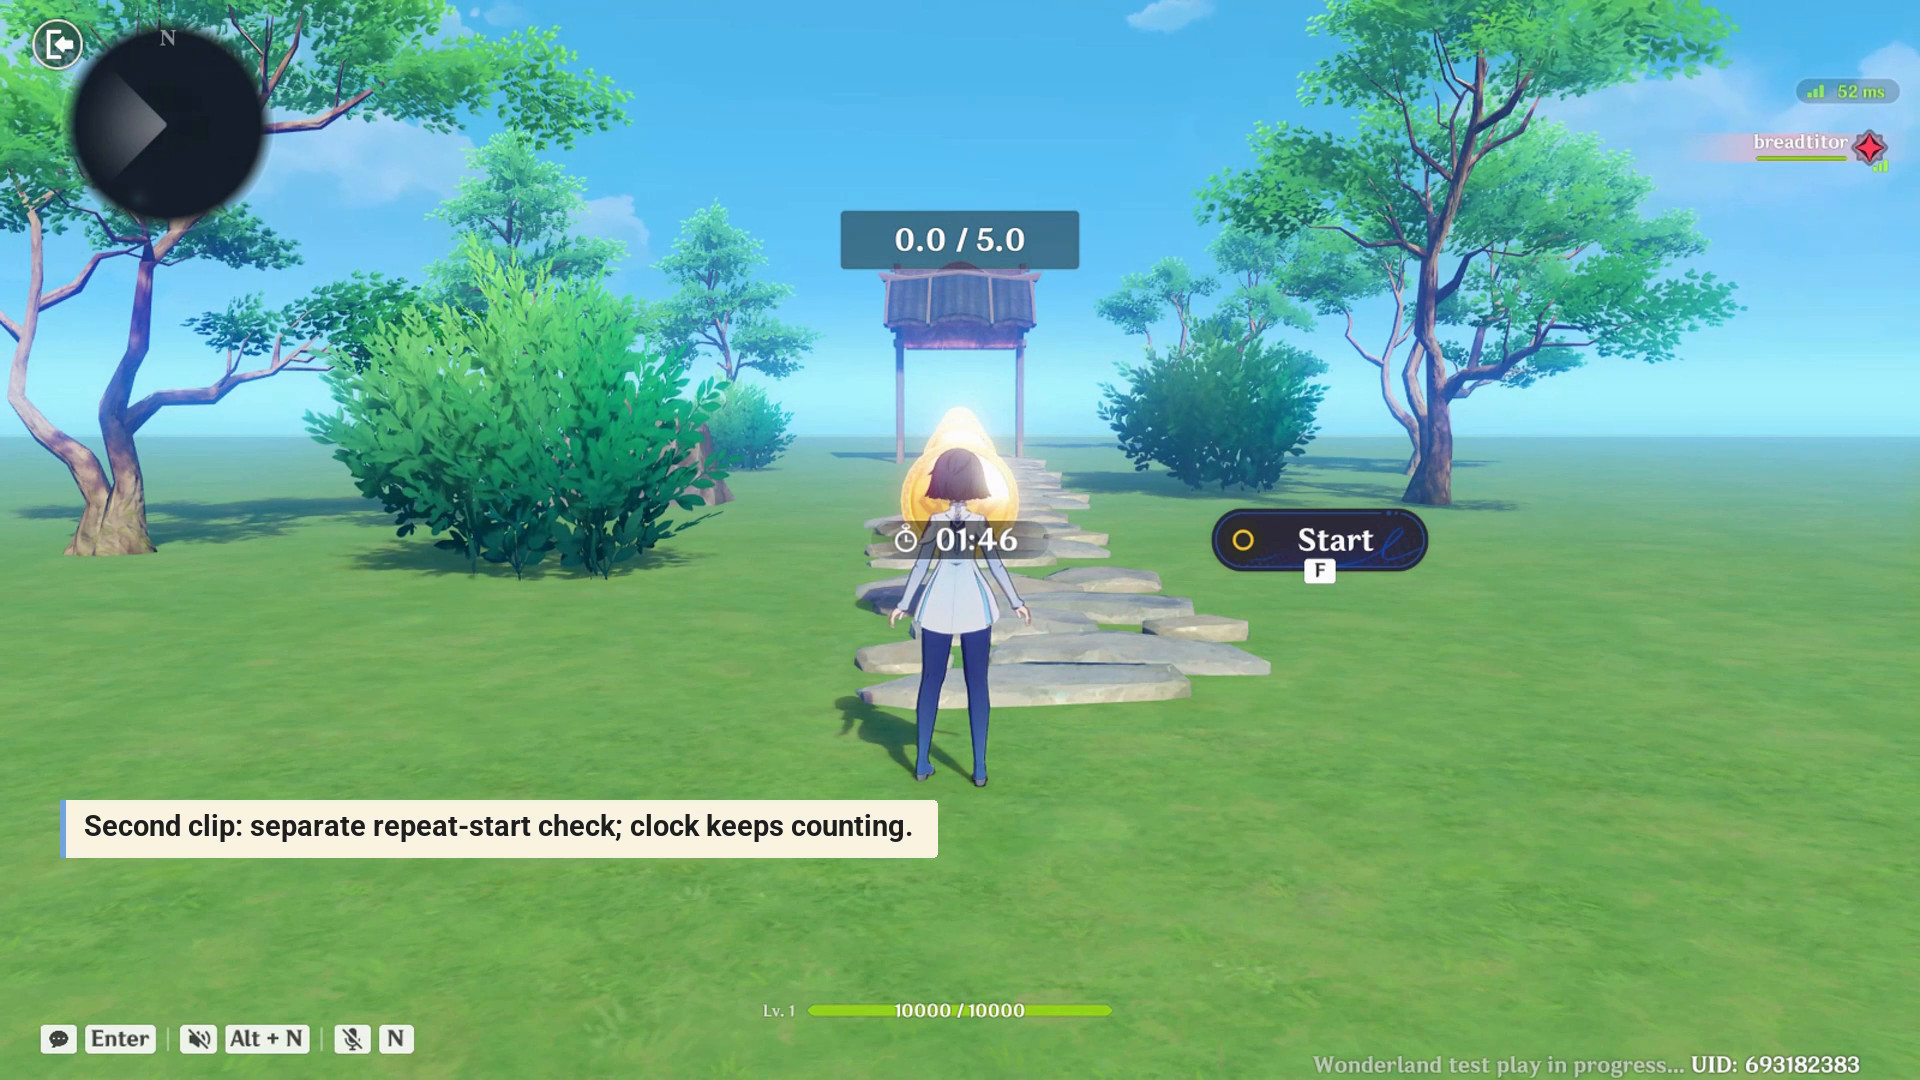 N
52 ms
breadtitor
0.0 / 5.0
01:46
Start
F
Second clip: separate repeat-start check; clock keeps counting.
Lv. 1
10000 / 10000
Enter
Alt + N
N
Wonderland test play in progress... UID: 693182383